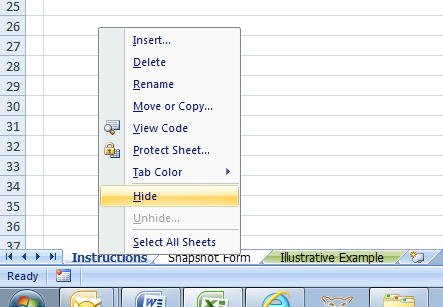 25
26
27
28
29
30
31
32
33
34
35
36
37
Insert...
Delete
Rename
Move or Copy...
View Code
Protect Sheet...
Tab Color
Hide
Unhide...
Select All Sheets
Instructions Snapshot Form Illustrative Example
Ready